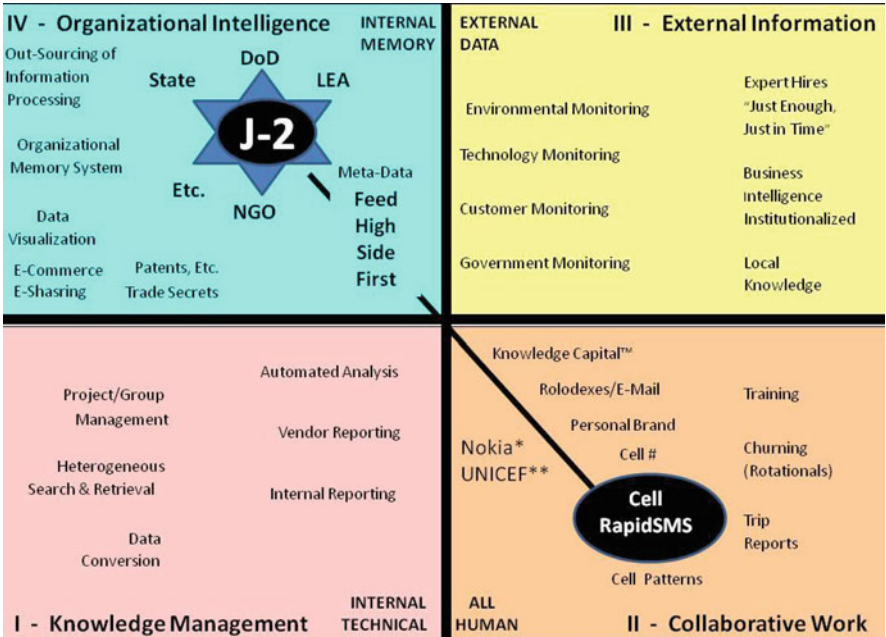 IV - Organizational Intelligence
INTERNAL
MEMORY
Out-Sourcing of
Information
Processing
State
DoD
LEA
J-2
Organizational
Memory System
Etc.
NGO
Meta-Data
Feed
High
Side
First
Data
Visualization
E-Commerce
E-Shasring
Patents, Etc.
Trade Secrets
EXTERNAL
DATA
III - External Information
Environmental Monitoring
Technology Monitoring
Customer Monitoring
Government Monitoring
Expert Hires
“Just Enough,
Just in Time”
Business
Intelligence
Institutionalized
Local
Knowledge
Automated Analysis
Project/Group
Management
Vendor Reporting
Heterogeneous
Search & Retrieval
Internal Reporting
Data
Conversion
I - Knowledge Management
INTERNAL
TECHNICAL
Knowledge Capital™
Rolodexes/E-Mail
Personal Brand
Cell #
Nokia*
UNICEF**
Cell
RapidSMS
Cell Patterns
Training
Churning
(Rotationals)
Trip
Reports
ALL
HUMAN
II - Collaborative Work